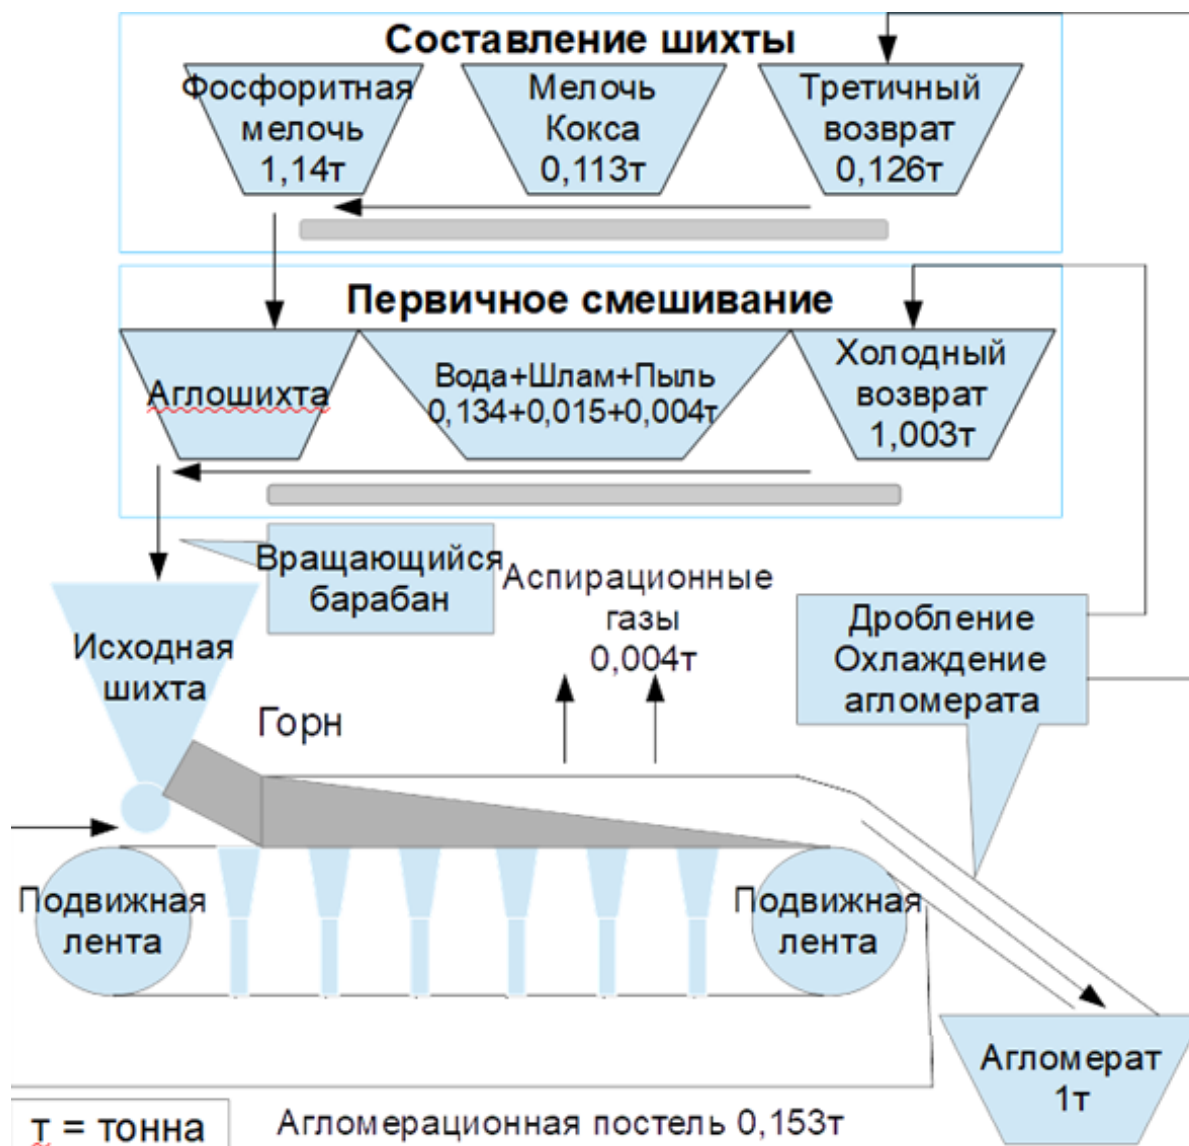 Составление шихты
Фосфоритная
мелочь
1,14т
Мелочь
Кокса
0,113т
Третичный
возврат
0,126т
Первичное смешивание
Аглошихта
Вода+Шлам+Пыль
0,134+0,015+0,004т
Холодный
возврат
1,003т
Вращающийся
барабан
Аспирационные
газы
0,004т
Дробление
Охлаждение
агломерата
Исходная
шихта
Горн
Подвижная
лента
Подвижная
лента
Агломерат
1т
т = тонна
Агломерационная постель 0,153т